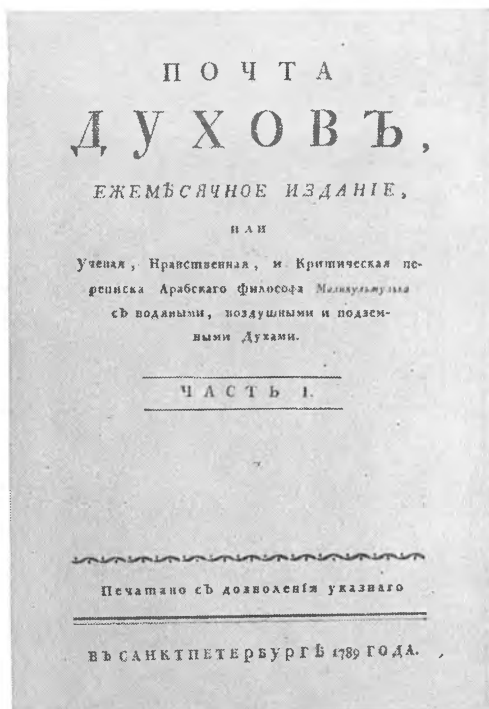 ПОЧТА
ДУХОВЪ,
ЕЖЕМѢСЯЧНОЕ ИЗДАНІЕ,
ИЛИ
Ученая, Нравственная, и Критическая пе-
реписка Арабскаго философа Маликульмулька
съ водяными, воздушными и подзем-
ными Духами.
ЧАСТЬ I.
Печатано съ дозволенія указнаго
ВЪ САНКТПЕТЕРБУРГѢ 1789 ГОДА.